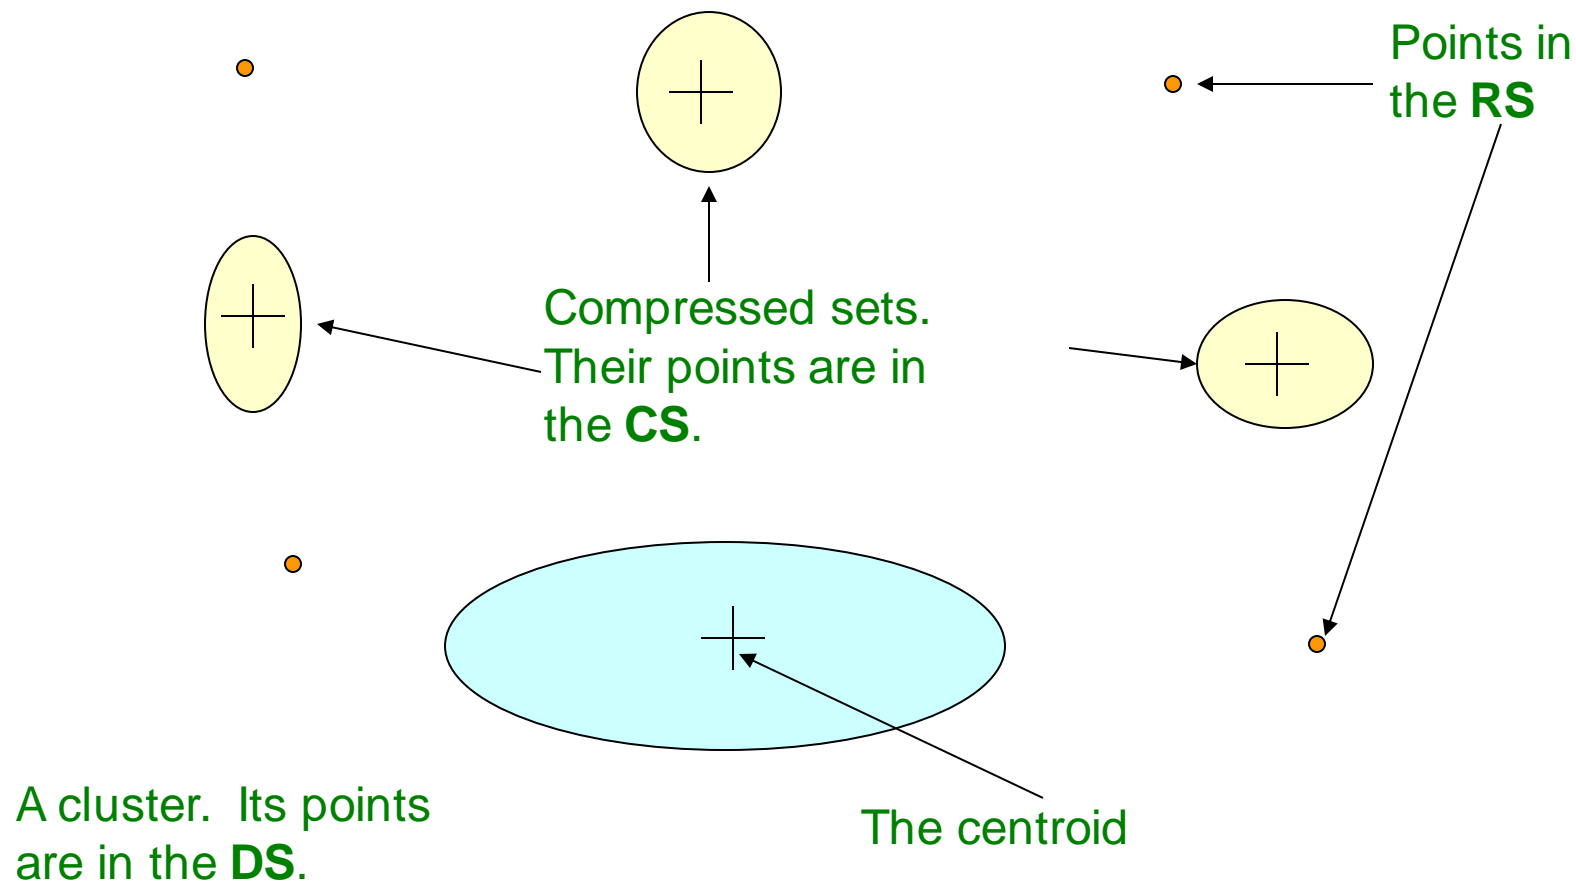 Points in
the RS
Compressed sets.
Their points are in
the CS.
A cluster. Its points
are in the DS.
The centroid